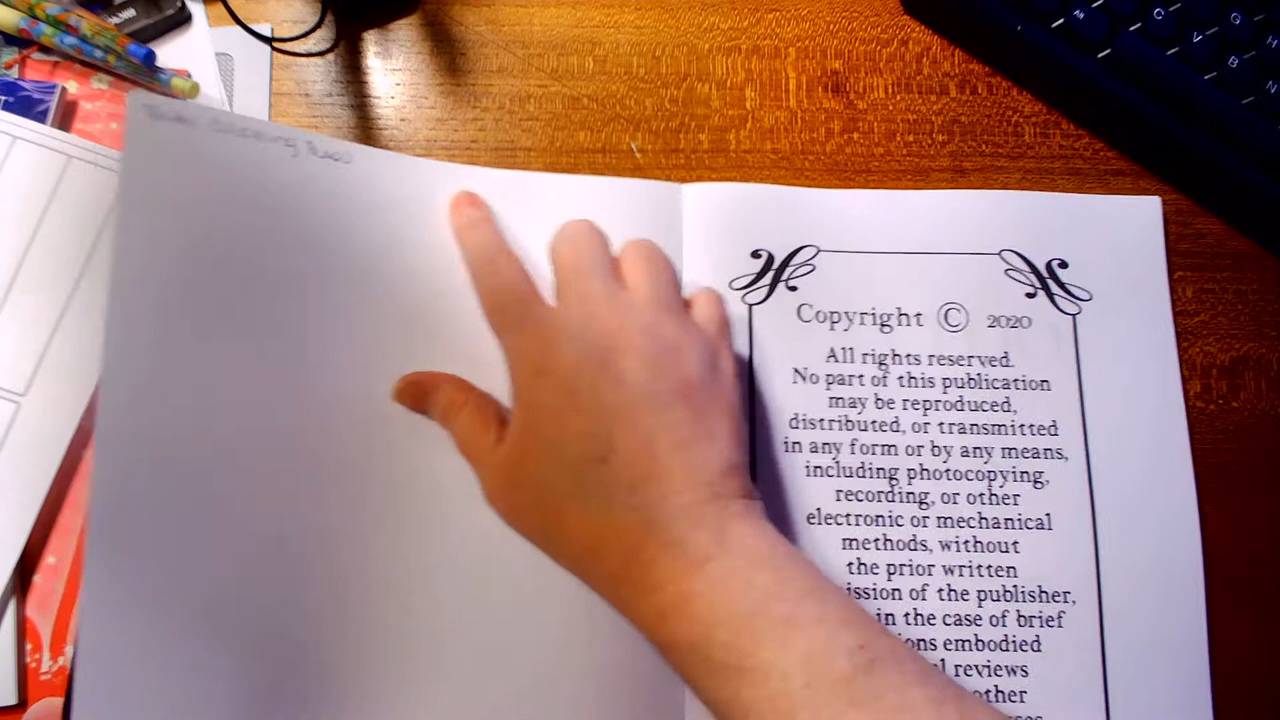 Copyright © 2020
All rights reserved.
No part of this publication
may be reproduced,
distributed, or transmitted
in any form or by any means,
including photocopying,
recording, or other
electronic or mechanical
methods, without
the prior written
ission of the publisher,
in the case of brief
ions embodied
l reviews
other